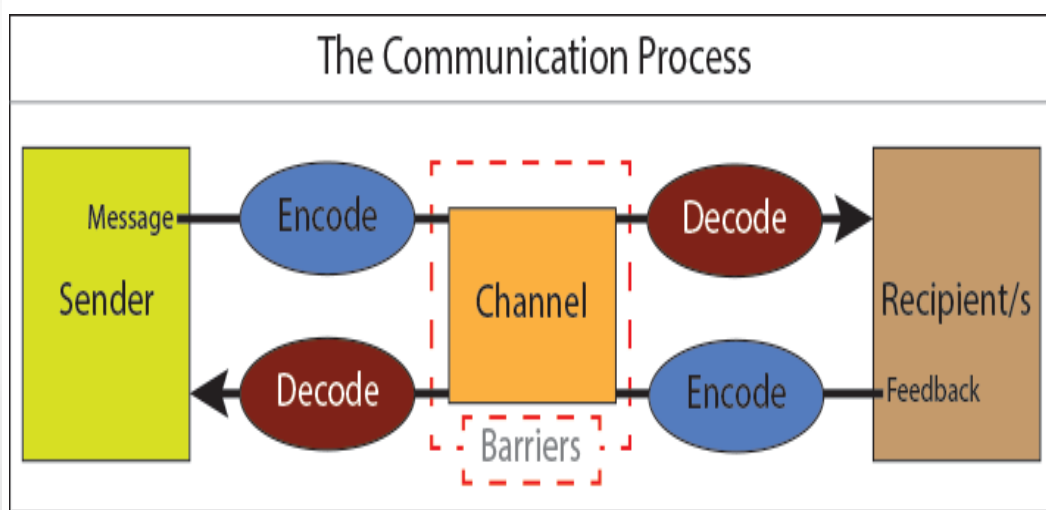 The Communication Process
Message
Encode
Decode
Sender
Channel
Recipient/s
Decode
Encode
Feedback
Barriers